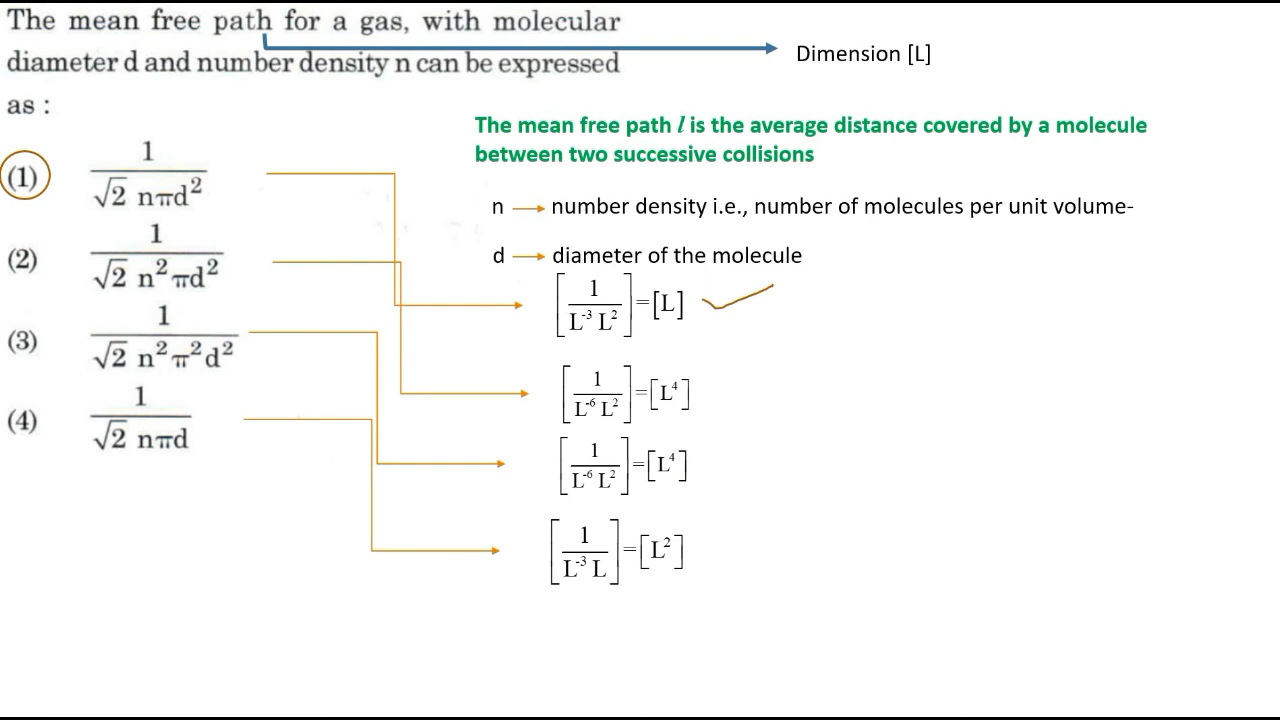 The mean free path for a gas, with molecular
diameter d and number density n can be expressed
as :
Dimension [L]
(1) 1/(√2 nπd²)
(2) 1/(√2 n²πd²)
(3) 1/(√2 n²π²d²)
(4) 1/(√2 nπd)
The mean free path l is the average distance covered by a molecule
between two successive collisions
n → number density i.e., number of molecules per unit volume-
d → diameter of the molecule
[1/(L⁻³ L²)]=[L]
[1/(L⁻⁶ L²)]=[L⁴]
[1/(L⁻⁶ L²)]=[L⁴]
[1/(L⁻³ L)]=[L²]